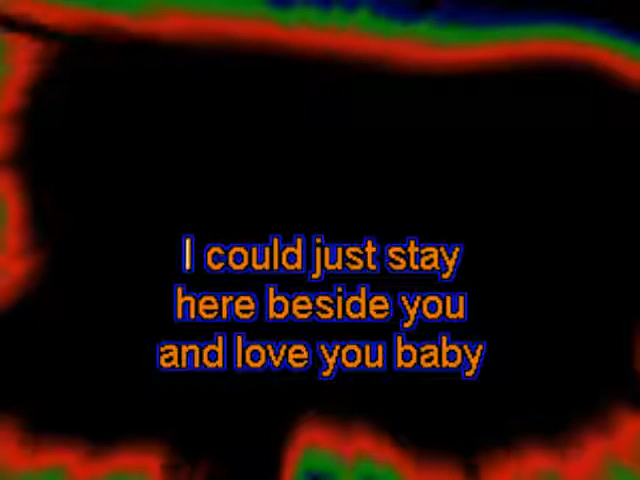 I could just stay
here beside you
and love you baby